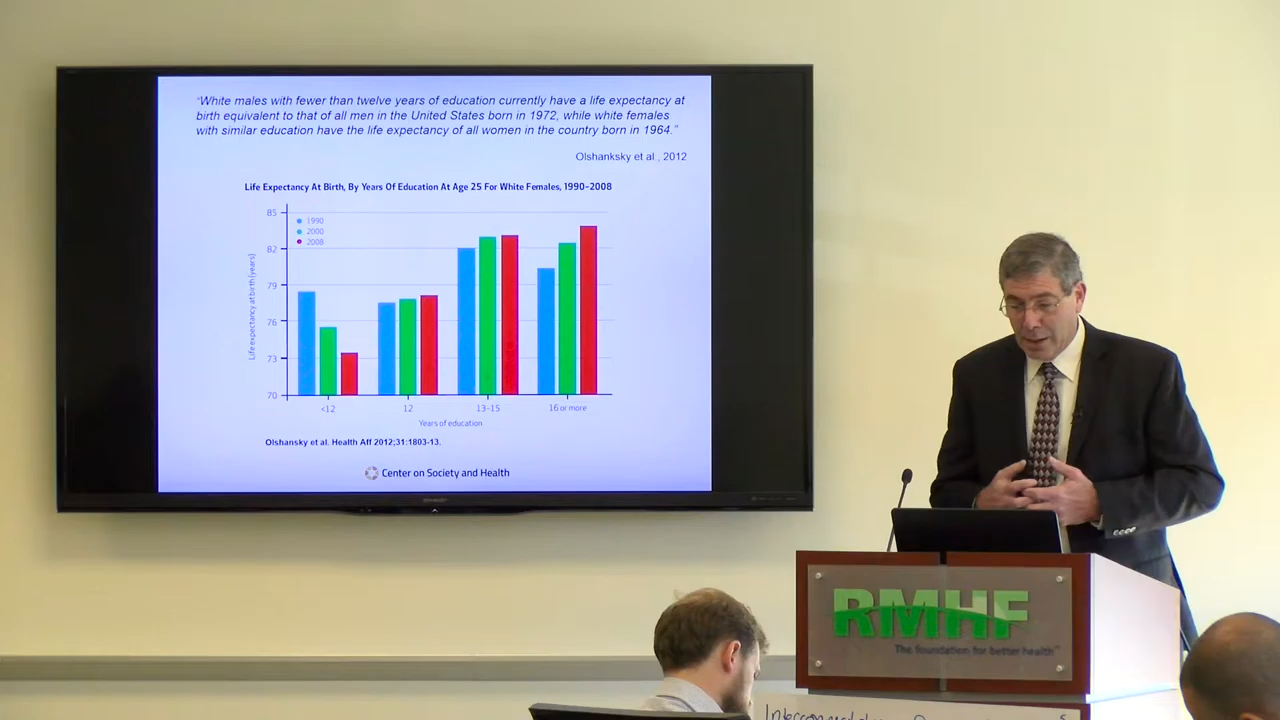 "White males with fewer than twelve years of education currently have a life expectancy at
birth equivalent to that of all men in the United States born in 1972, while white females
with similar education have the life expectancy of all women in the country born in 1964."
Olshanksky et al., 2012
Life Expectancy At Birth, By Years Of Education At Age 25 For White Females, 1990–2008
85
82
79
76
73
70
1990
2000
2008
Life expectancy at birth (years)
<12
12
13–15
16 or more
Years of education
Olshansky et al. Health Aff 2012;31:1803-13.
Center on Society and Health
SHARP
RMHF
The foundation for better health™